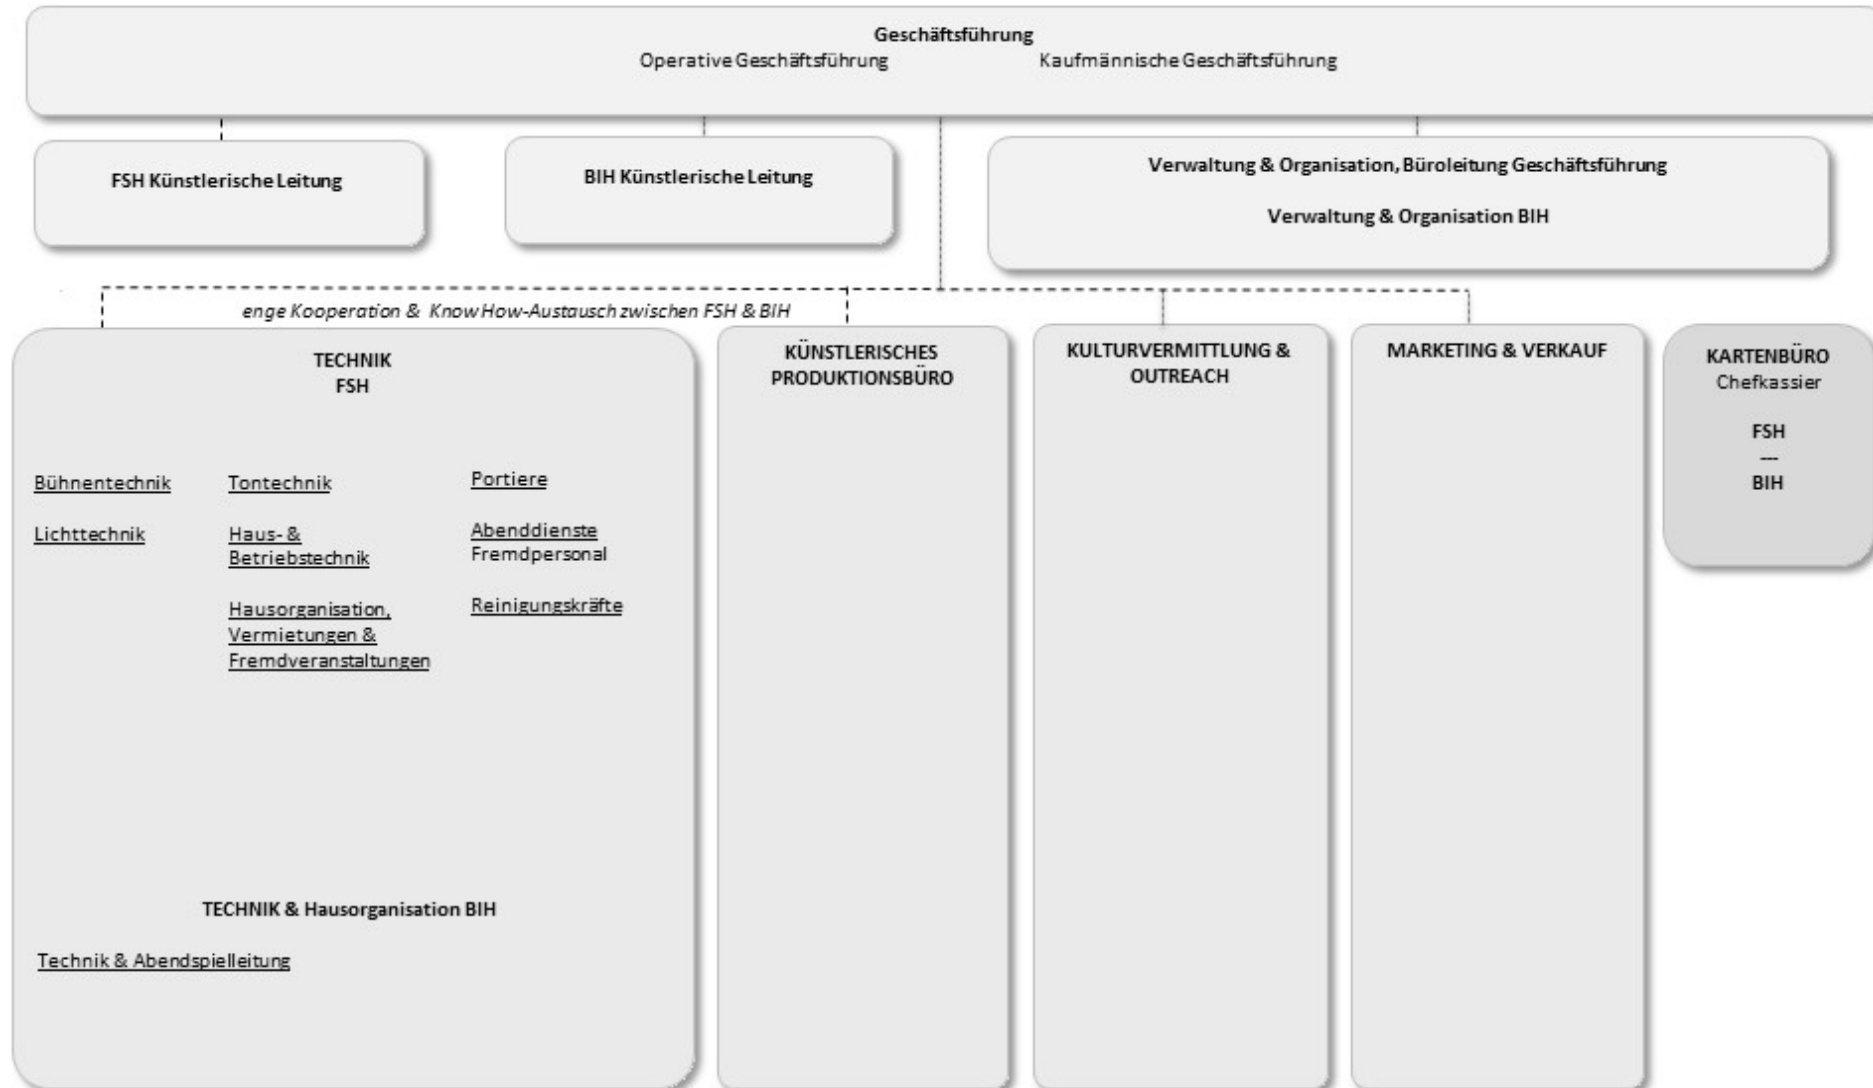 Geschäftsführung
Operative Geschäftsführung Kaufmännische Geschäftsführung
FSH Künstlerische Leitung
BIH Künstlerische Leitung
Verwaltung & Organisation, Büroleitung Geschäftsführung
Verwaltung & Organisation BIH
enge Kooperation & KnowHow-Austausch zwischen FSH & BIH
TECHNIK
FSH
Bühnentechnik
Lichttechnik
Tontechnik
Haus- &
Betriebstechnik
Hausorganisation,
Vermietungen &
Fremdveranstaltungen
Portiere
Abenddienste
Fremdpersonal
Reinigungskräfte
TECHNIK & Hausorganisation BIH
Technik & Abendspielleitung
KÜNSTLERISCHES
PRODUKTIONSBÜRO
KULTURVERMITTLUNG &
OUTREACH
MARKETING & VERKAUF
KARTENBÜRO
Chefkassier
FSH
---
BIH